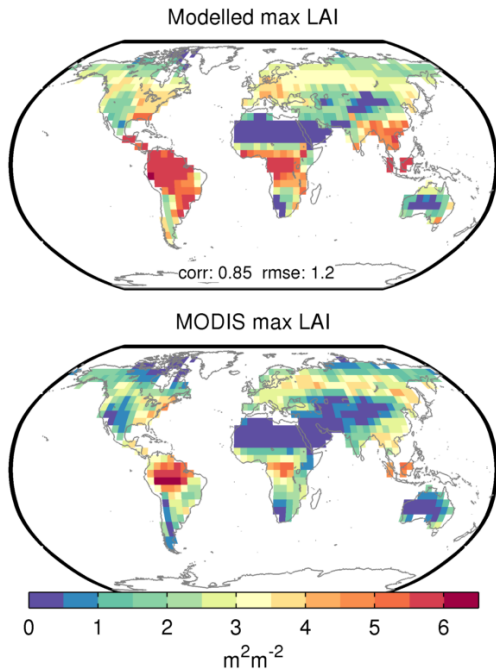 Modelled max LAI
corr: 0.85 rmse: 1.2
MODIS max LAI
0 1 2 3 4 5 6
m²m⁻²